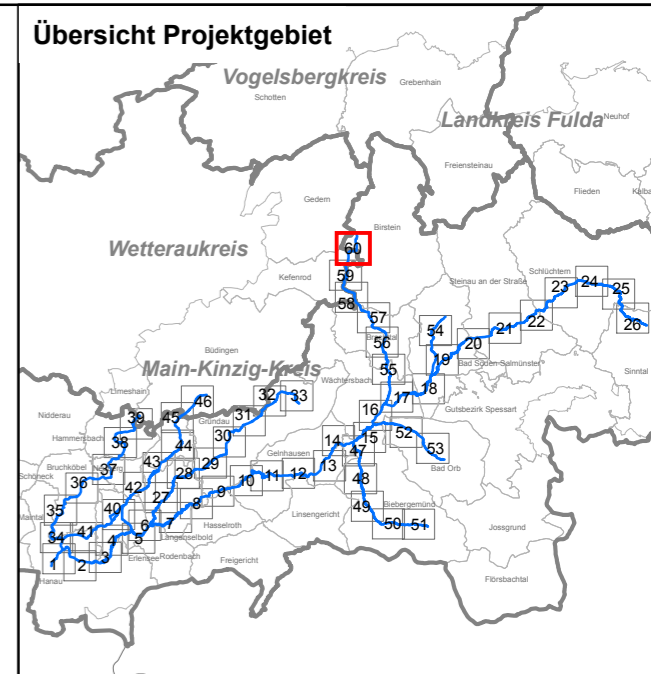 Übersicht Projektgebiet
Vogelsbergkreis
Grebenhain
Schotten
Landkreis Fulda
Neuhof
Freiensteinau
Flieden
Gedern
Birstein
Wetteraukreis
60
Kefenrod
59
Steinau an der Straße
Schlüchtern
23
24
25
58
57
54
22
26
21
56
20
Sinntal
Büdingen
19
Main-Kinzig-Kreis
Bad Soden-Salmünster
Limeshain
Wächtersbach
55
18
46
32
33
17
Nidderau
39
45
31
16
Gutsbezirk Spessart
Gründau
Hammersbach
38
30
15
52
44
Gelnhausen
14
53
Bruchköbel
43
29
47
Schöneck
37
13
Bad Orb
36
42
28
10
11
12
48
9
27
Linsengericht
35
40
8
Hasselroth
49
Biebergemünd
Maintal
6
7
50
51
34
41
Langenselbold
Jossgrund
4
5
Erlensee
Rodenbach
Freigericht
1
2
3
Hanau
Flörsbachtal